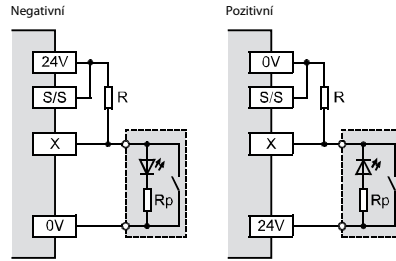 Negativní
24V
S/S
R
X
Rp
0V
Pozitivní
0V
S/S
R
X
Rp
24V